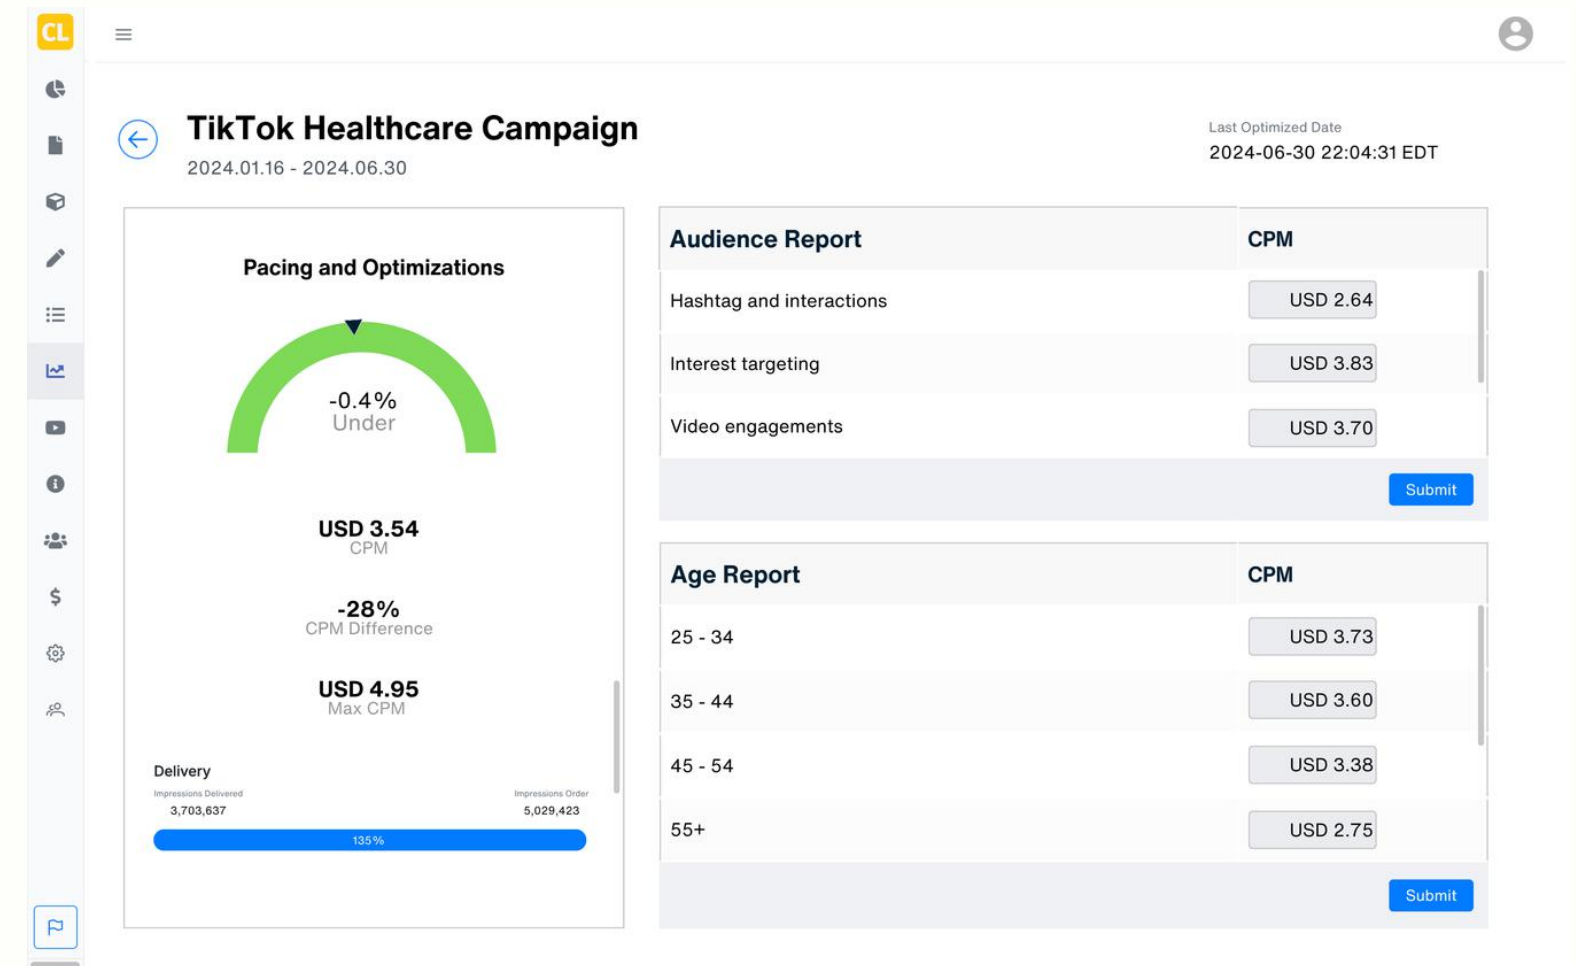 CL
TikTok Healthcare Campaign
2024.01.16 - 2024.06.30
Last Optimized Date
2024-06-30 22:04:31 EDT
Pacing and Optimizations
-0.4%
Under
USD 3.54
CPM
-28%
CPM Difference
USD 4.95
Max CPM
Delivery
Impressions Delivered Impressions Order
3,703,637 5,029,423
135%
Audience Report CPM
Hashtag and interactions USD 2.64
Interest targeting USD 3.83
Video engagements USD 3.70
Submit
Age Report CPM
25 - 34 USD 3.73
35 - 44 USD 3.60
45 - 54 USD 3.38
55+ USD 2.75
Submit